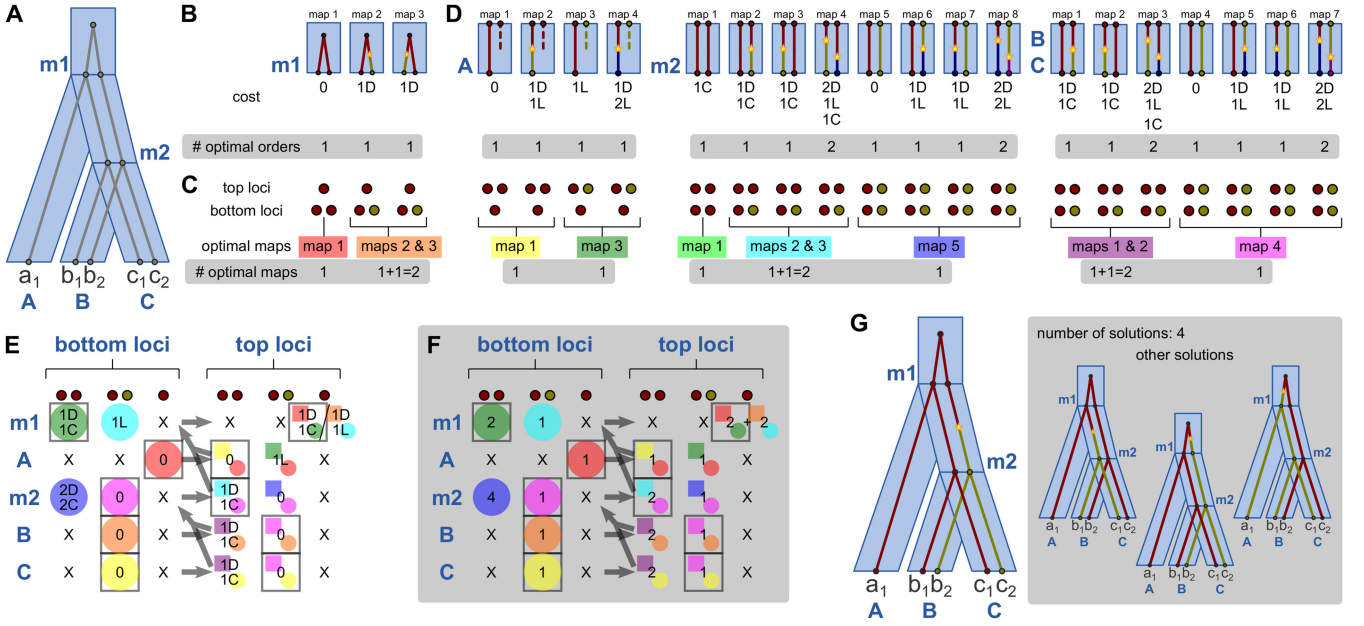 A
m1
m2
a1
b1b2
c1c2
A
B
C
B
map 1 map 2 map 3
m1
cost
0 1D 1D
# optimal orders
1 1 1
C
top loci
bottom loci
optimal maps
map 1 maps 2 & 3
# optimal maps
1 1+1=2
D
map 1 map 2 map 3 map 4
A
0 1D 1L 1D
1L 2L
1 1 1 1
map 1 map 3
1 1
map 1 map 2 map 3 map 4 map 5 map 6 map 7 map 8
m2
1C 1D 1D 2D 0 1D 1D 2D
1C 1C 1L 1L 1L 2L
1C
1 1 1 2 1 1 1 2
map 1 maps 2 & 3 map 5
1 1+1=2 1
map 1 map 2 map 3 map 4 map 5 map 6 map 7
B
C
1D 1D 2D 0 1D 1D 2D
1C 1C 1L 1L 1L 2L
1C
1 1 2 1 1 1 2
maps 1 & 2 map 4
1+1=2 1
E
bottom loci top loci
m1 1D 1C 1L X X X 1D 1C / 1D 1L
A X X 0 0 1L X
m2 2D 2C 0 X 1D 1C 0 X
B X 0 X 1D 1C 0 X
C X 0 X 1D 1C 0 X
F
bottom loci top loci
m1 2 1 X X X 2 + 2
A X X 1 1 1 X
m2 4 1 X 2 1 X
B X 1 X 2 1 X
C X 1 X 2 1 X
G
m1
m2
a1 b1b2 c1c2
A B C
number of solutions: 4
other solutions
m1
m2
a1 b1b2 c1c2
A B C
m1
m2
a1 b1b2 c1c2
A B C
m1
m2
a1 b1b2 c1c2
A B C